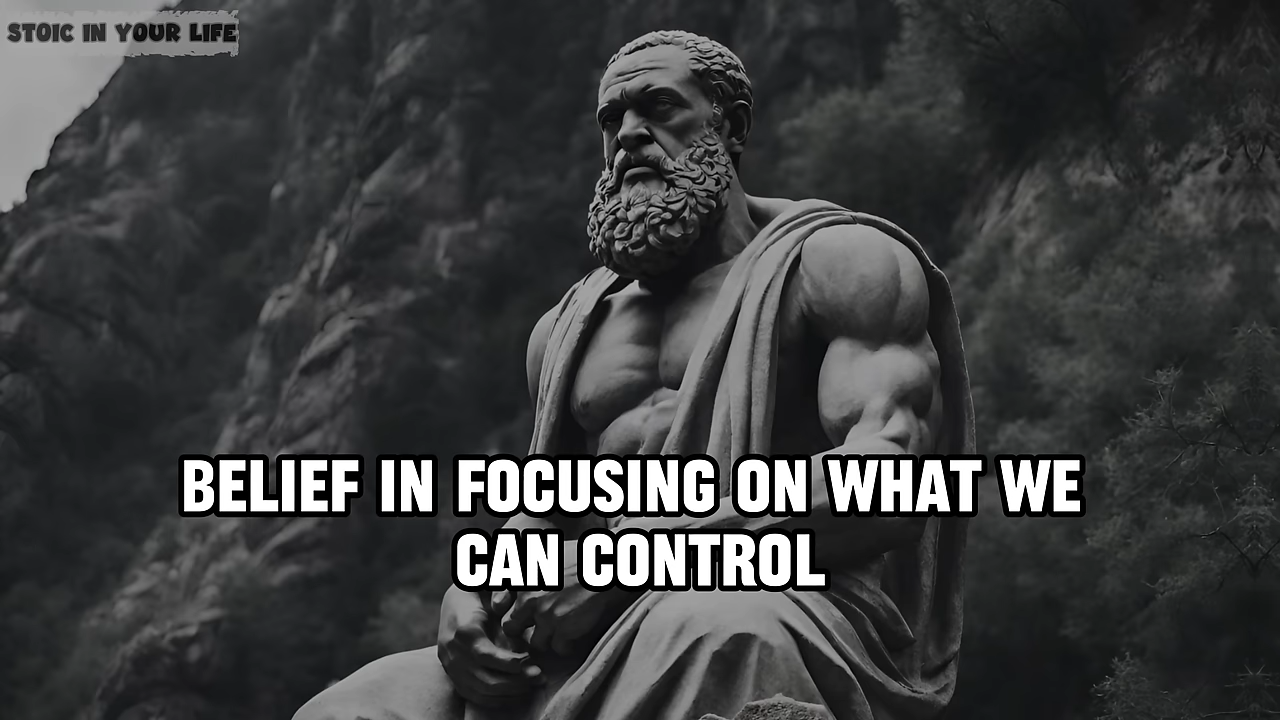 STOIC IN YOUR LIFE
BELIEF IN FOCUSING ON WHAT WE
CAN CONTROL